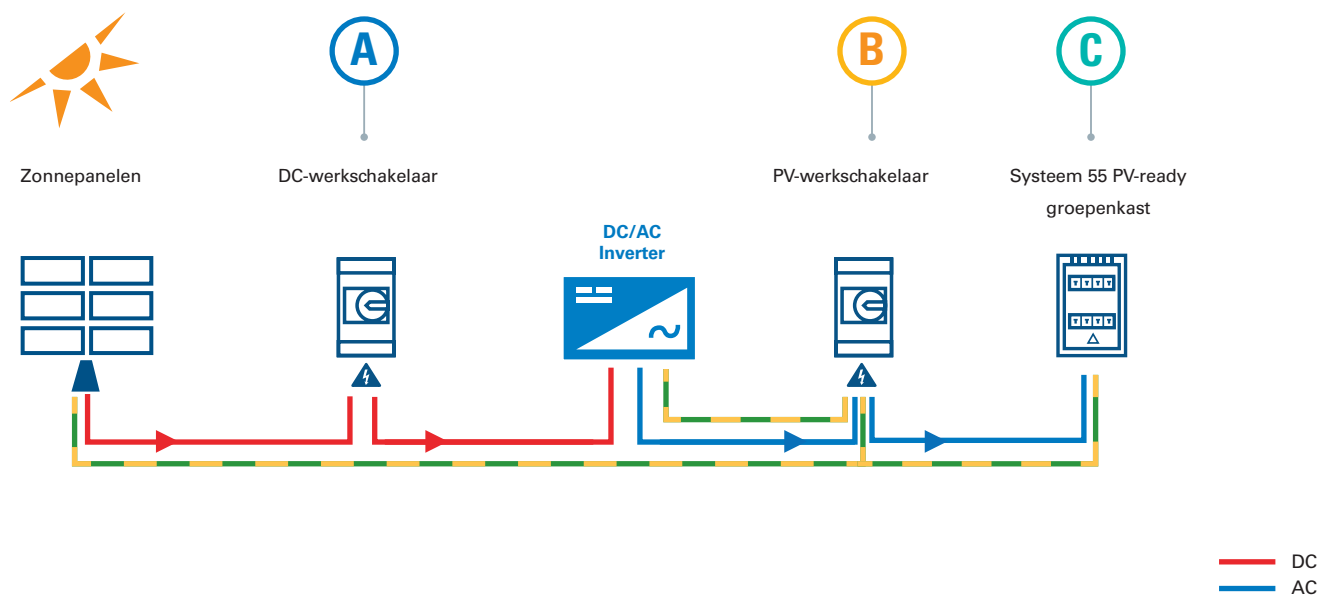 A
B
C
Zonnepanelen
DC-werkschakelaar
PV-werkschakelaar
Systeem 55 PV-ready
groepenkast
DC/AC
Inverter
DC
AC